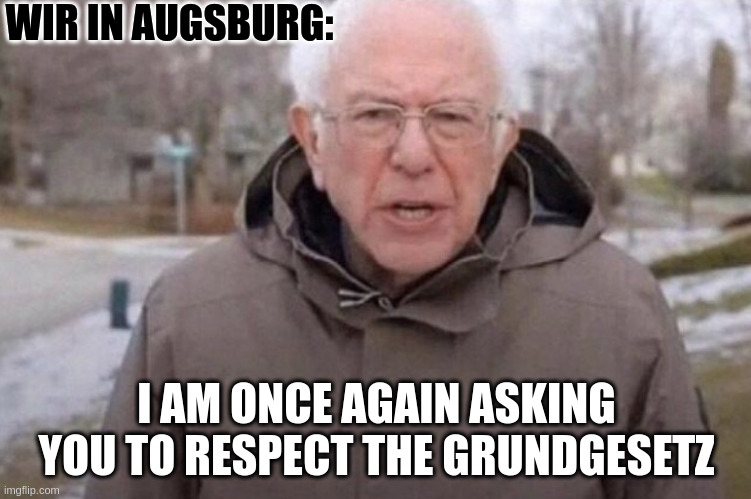 WIR IN AUGSBURG:
I AM ONCE AGAIN ASKING
YOU TO RESPECT THE GRUNDGESETZ
imgflip.com